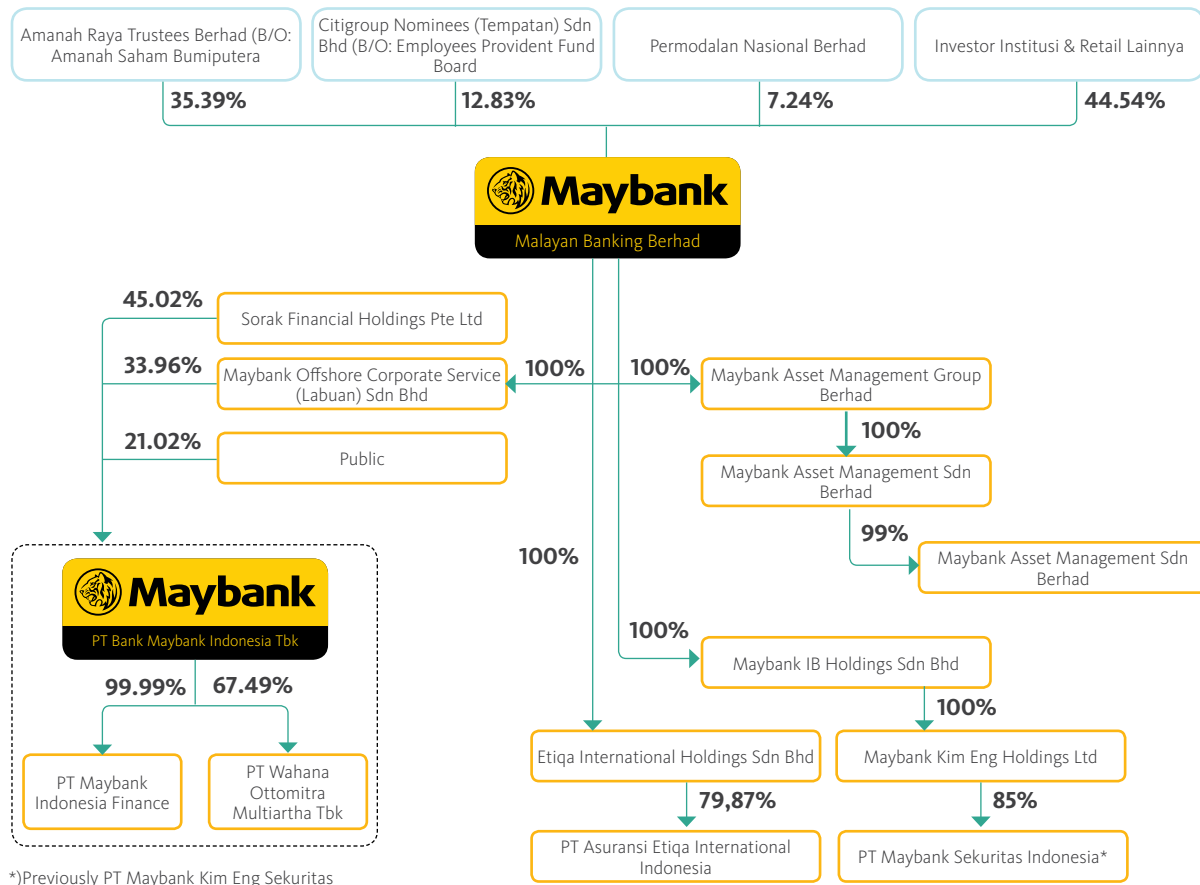 Amanah Raya Trustees Berhad (B/O:
Amanah Saham Bumiputera
Citigroup Nominees (Tempatan) Sdn
Bhd (B/O: Employees Provident Fund
Board
Permodalan Nasional Berhad
Investor Institusi & Retail Lainnya
35.39%
12.83%
7.24%
44.54%
Maybank
Malayan Banking Berhad
45.02%
Sorak Financial Holdings Pte Ltd
33.96%
Maybank Offshore Corporate Service
(Labuan) Sdn Bhd
100%
100%
Maybank Asset Management Group
Berhad
21.02%
Public
100%
Maybank Asset Management Sdn
Berhad
99%
Maybank Asset Management Sdn
Berhad
100%
Maybank
PT Bank Maybank Indonesia Tbk
100%
Maybank IB Holdings Sdn Bhd
99.99%
67.49%
100%
PT Maybank
Indonesia Finance
PT Wahana
Ottomitra
Multiartha Tbk
Etiqa International Holdings Sdn Bhd
Maybank Kim Eng Holdings Ltd
79,87%
85%
PT Asuransi Etiqa International
Indonesia
PT Maybank Sekuritas Indonesia*
*)Previously PT Maybank Kim Eng Sekuritas